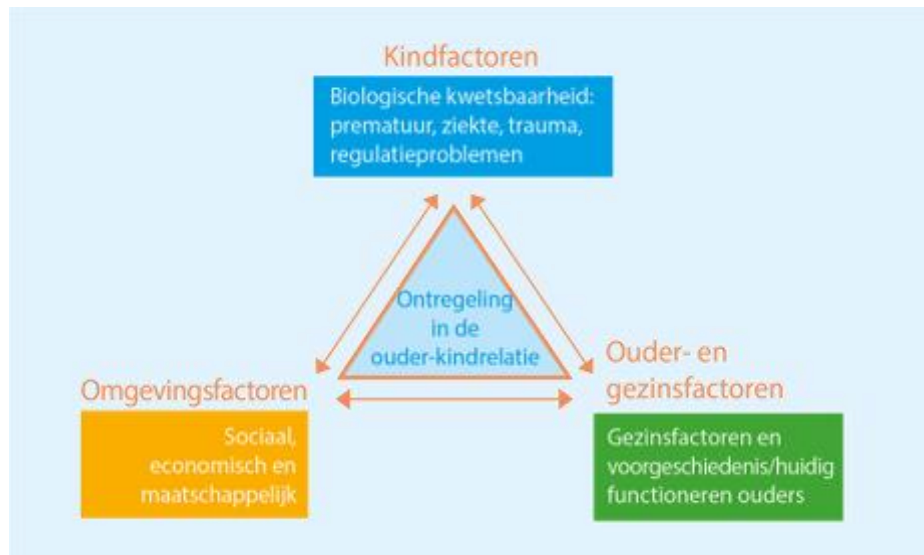 Kindfactoren
Biologische kwetsbaarheid:
prematuur, ziekte, trauma,
regulatieproblemen
Ontregeling
in de
ouder-kindrelatie
Omgevingsfactoren
Sociaal,
economisch en
maatschappelijk
Ouder- en
gezinsfactoren
Gezinsfactoren en
voorgeschiedenis/huidig
functioneren ouders